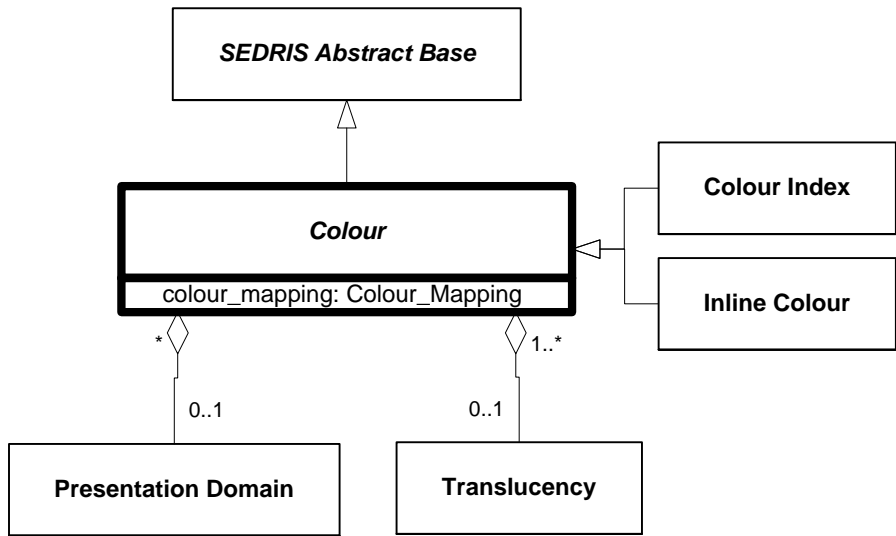 SEDRIS Abstract Base
Colour Index
Colour
colour_mapping: Colour_Mapping
Inline Colour
*
1..*
0..1
0..1
Presentation Domain
Translucency